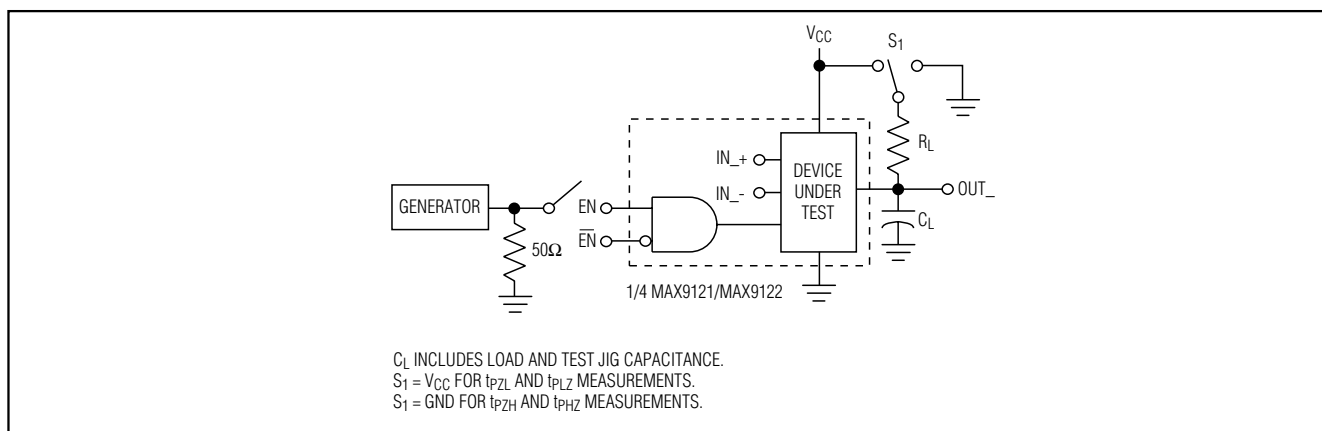 VCC
S1
RL
IN_+
IN_-
DEVICE
UNDER
TEST
OUT_
CL
GENERATOR
EN
E̅N̅
50Ω
1/4 MAX9121/MAX9122
CL INCLUDES LOAD AND TEST JIG CAPACITANCE.
S1 = VCC FOR tPZL AND tPLZ MEASUREMENTS.
S1 = GND FOR tPZH AND tPHZ MEASUREMENTS.